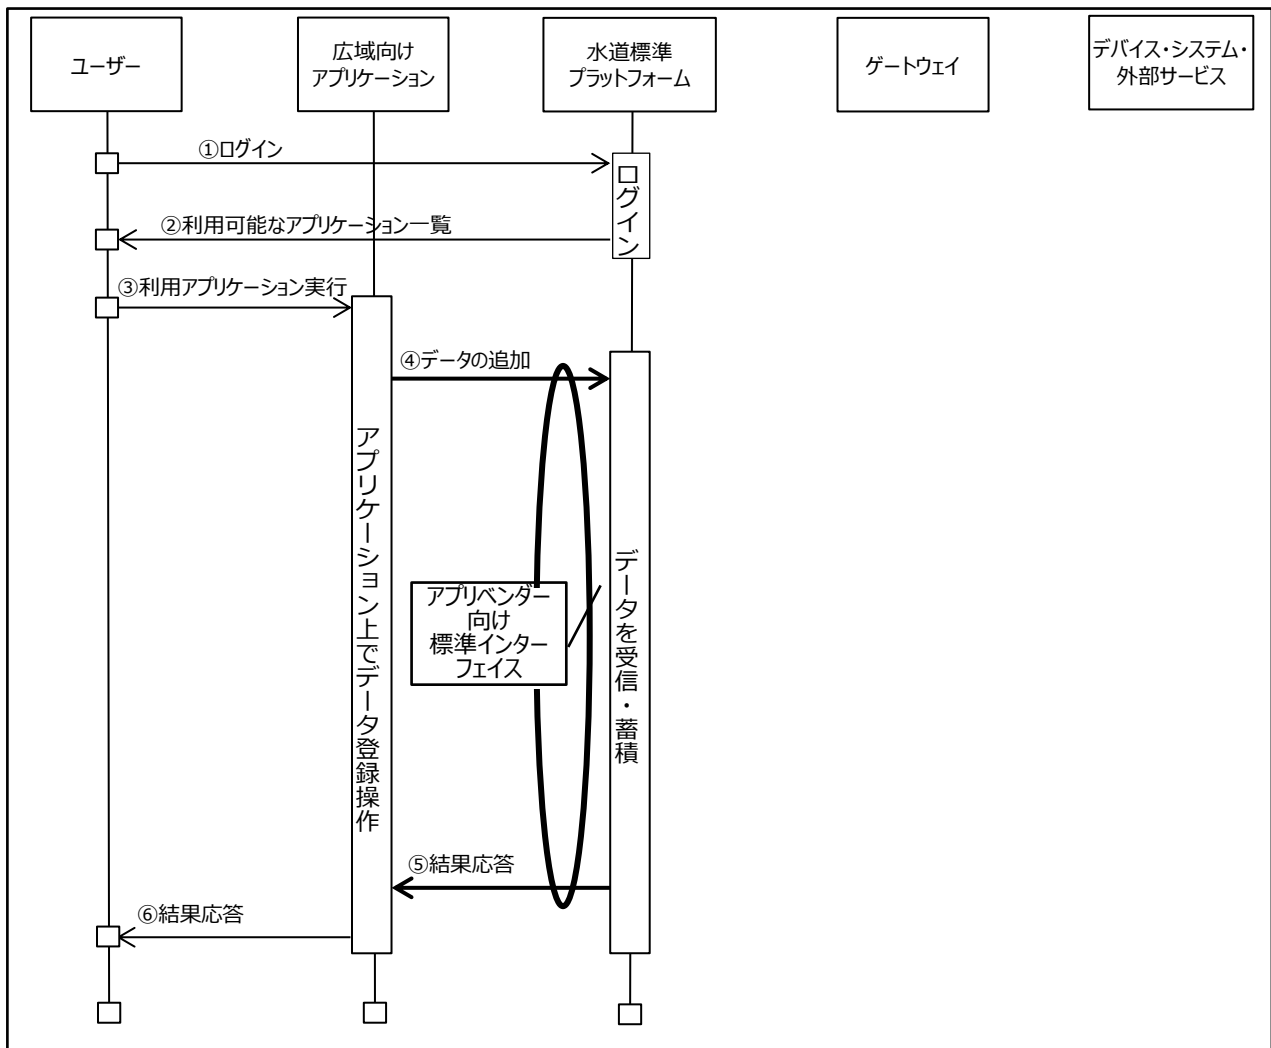 ユーザー
広域向け
アプリケーション
水道標準
プラットフォーム
ゲートウェイ
デバイス・システム・
外部サービス
①ログイン
ログイン
②利用可能なアプリケーション一覧
③利用アプリケーション実行
④データの追加
アプリケーション上でデータ登録操作
アプリベンダー
向け
標準インター
フェイス
データを受信・蓄積
⑤結果応答
⑥結果応答